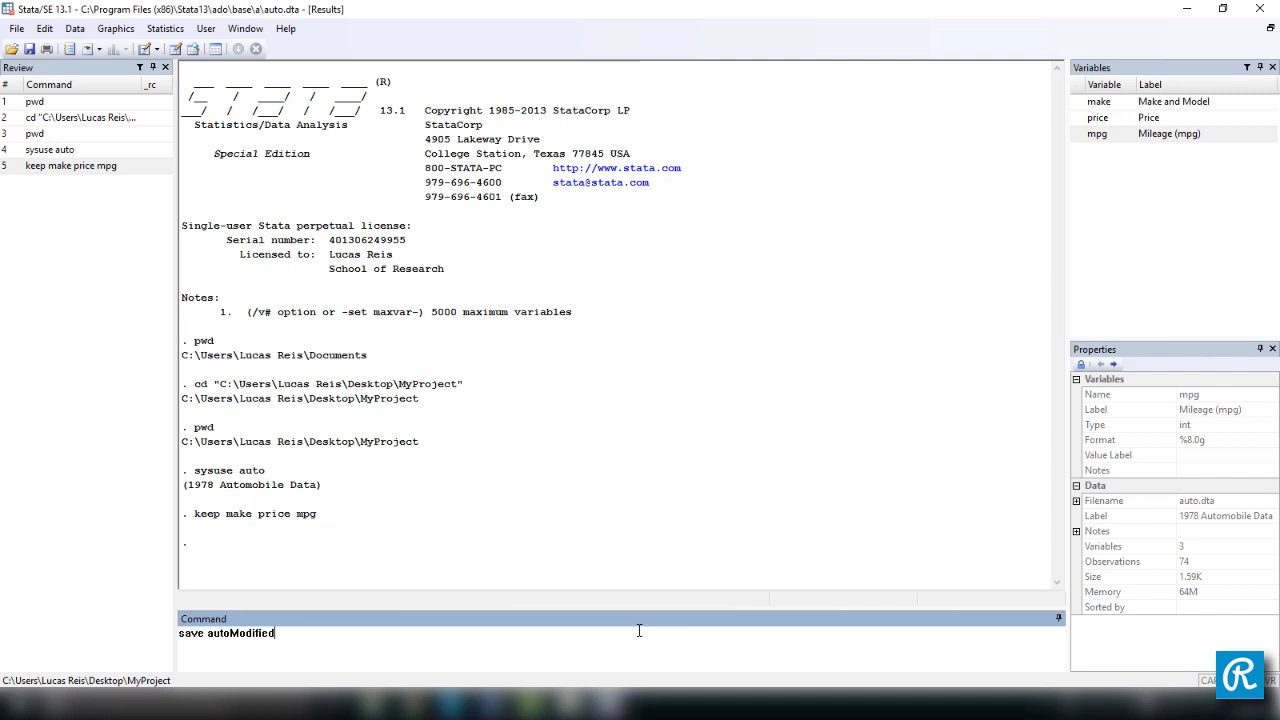 Stata/SE 13.1 - C:\Program Files (x86)\Stata13\ado\base\a\auto.dta - [Results]
File Edit Data Graphics Statistics User Window Help
Review
# Command _rc
1 pwd
2 cd "C:\Users\Lucas Reis\...
3 pwd
4 sysuse auto
5 keep make price mpg
(R)
13.1 Copyright 1985-2013 StataCorp LP
Statistics/Data Analysis StataCorp
4905 Lakeway Drive
Special Edition College Station, Texas 77845 USA
800-STATA-PC http://www.stata.com
979-696-4600 stata@stata.com
979-696-4601 (fax)
Single-user Stata perpetual license:
Serial number: 401306249955
Licensed to: Lucas Reis
School of Research
Notes:
1. (/v# option or -set maxvar-) 5000 maximum variables
. pwd
C:\Users\Lucas Reis\Documents
. cd "C:\Users\Lucas Reis\Desktop\MyProject"
C:\Users\Lucas Reis\Desktop\MyProject
. pwd
C:\Users\Lucas Reis\Desktop\MyProject
. sysuse auto
(1978 Automobile Data)
. keep make price mpg
.
Command
save autoModified
Variables
Variable Label
make Make and Model
price Price
mpg Mileage (mpg)
Properties
Variables
Name mpg
Label Mileage (mpg)
Type int
Format %8.0g
Value Label
Notes
Data
Filename auto.dta
Label 1978 Automobile Data
Notes
Variables 3
Observations 74
Size 1.59K
Memory 64M
Sorted by
C:\Users\Lucas Reis\Desktop\MyProject
R